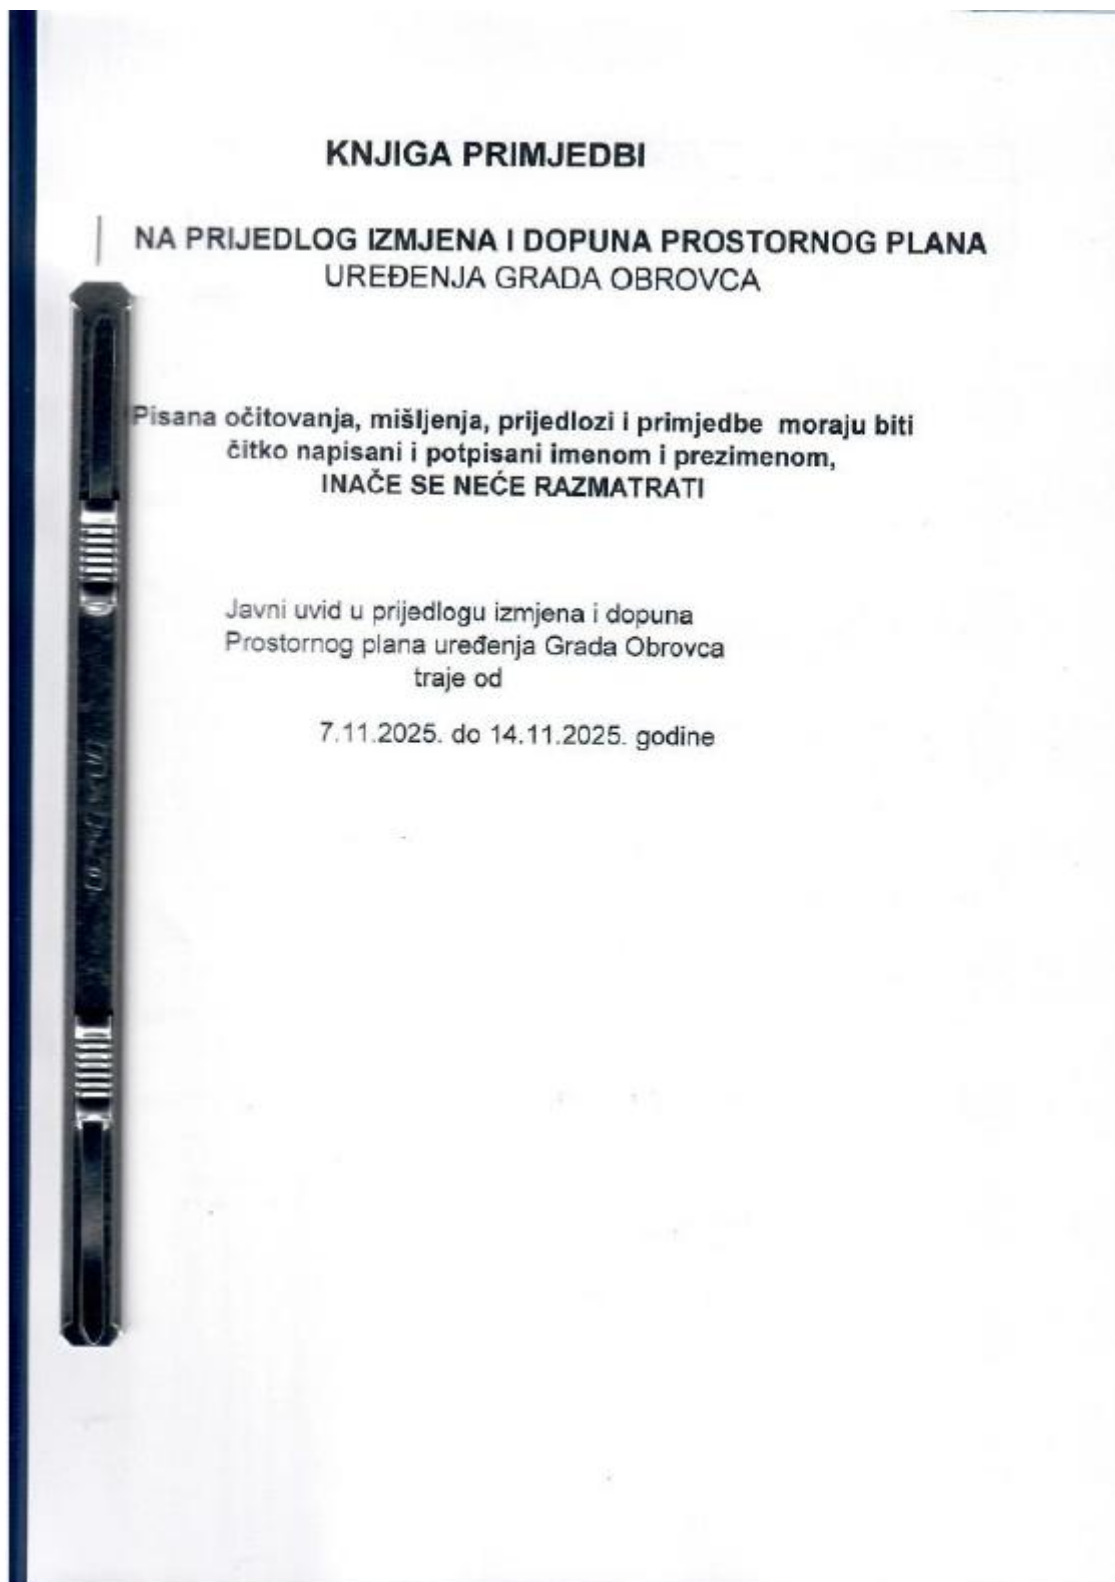 KNJIGA PRIMJEDBI
NA PRIJEDLOG IZMJENA I DOPUNA PROSTORNOG PLANA
UREĐENJA GRADA OBROVCA
Pisana očitovanja, mišljenja, prijedlozi i primjedbe moraju biti
čitko napisani i potpisani imenom i prezimenom,
INAČE SE NEĆE RAZMATRATI
Javni uvid u prijedlogu izmjena i dopuna
Prostornog plana uređenja Grada Obrovca
traje od
7.11.2025. do 14.11.2025. godine